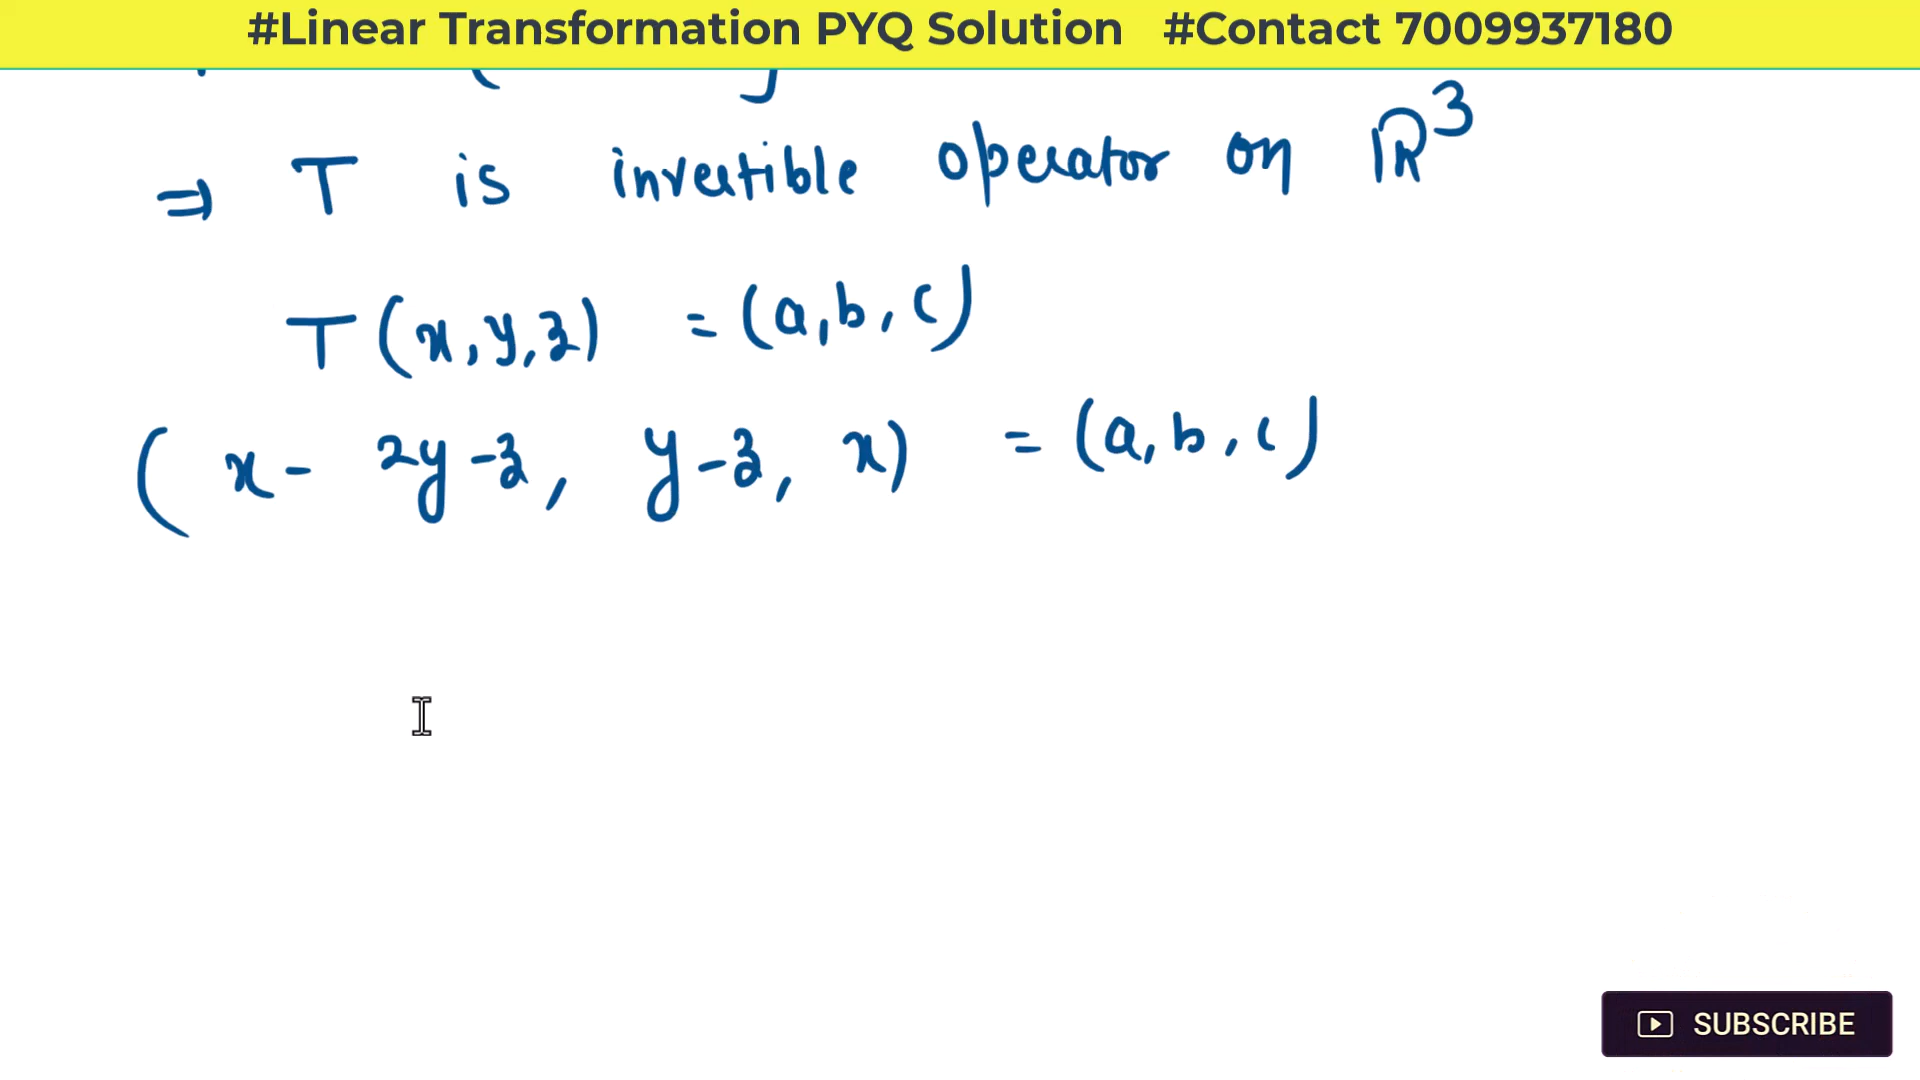 #Linear Transformation PYQ Solution #Contact 7009937180
⇒ T is invertible operator on ℝ³
T(x,y,z) = (a,b,c)
(x - 2y-z, y-z, x) = (a,b,c)
SUBSCRIBE